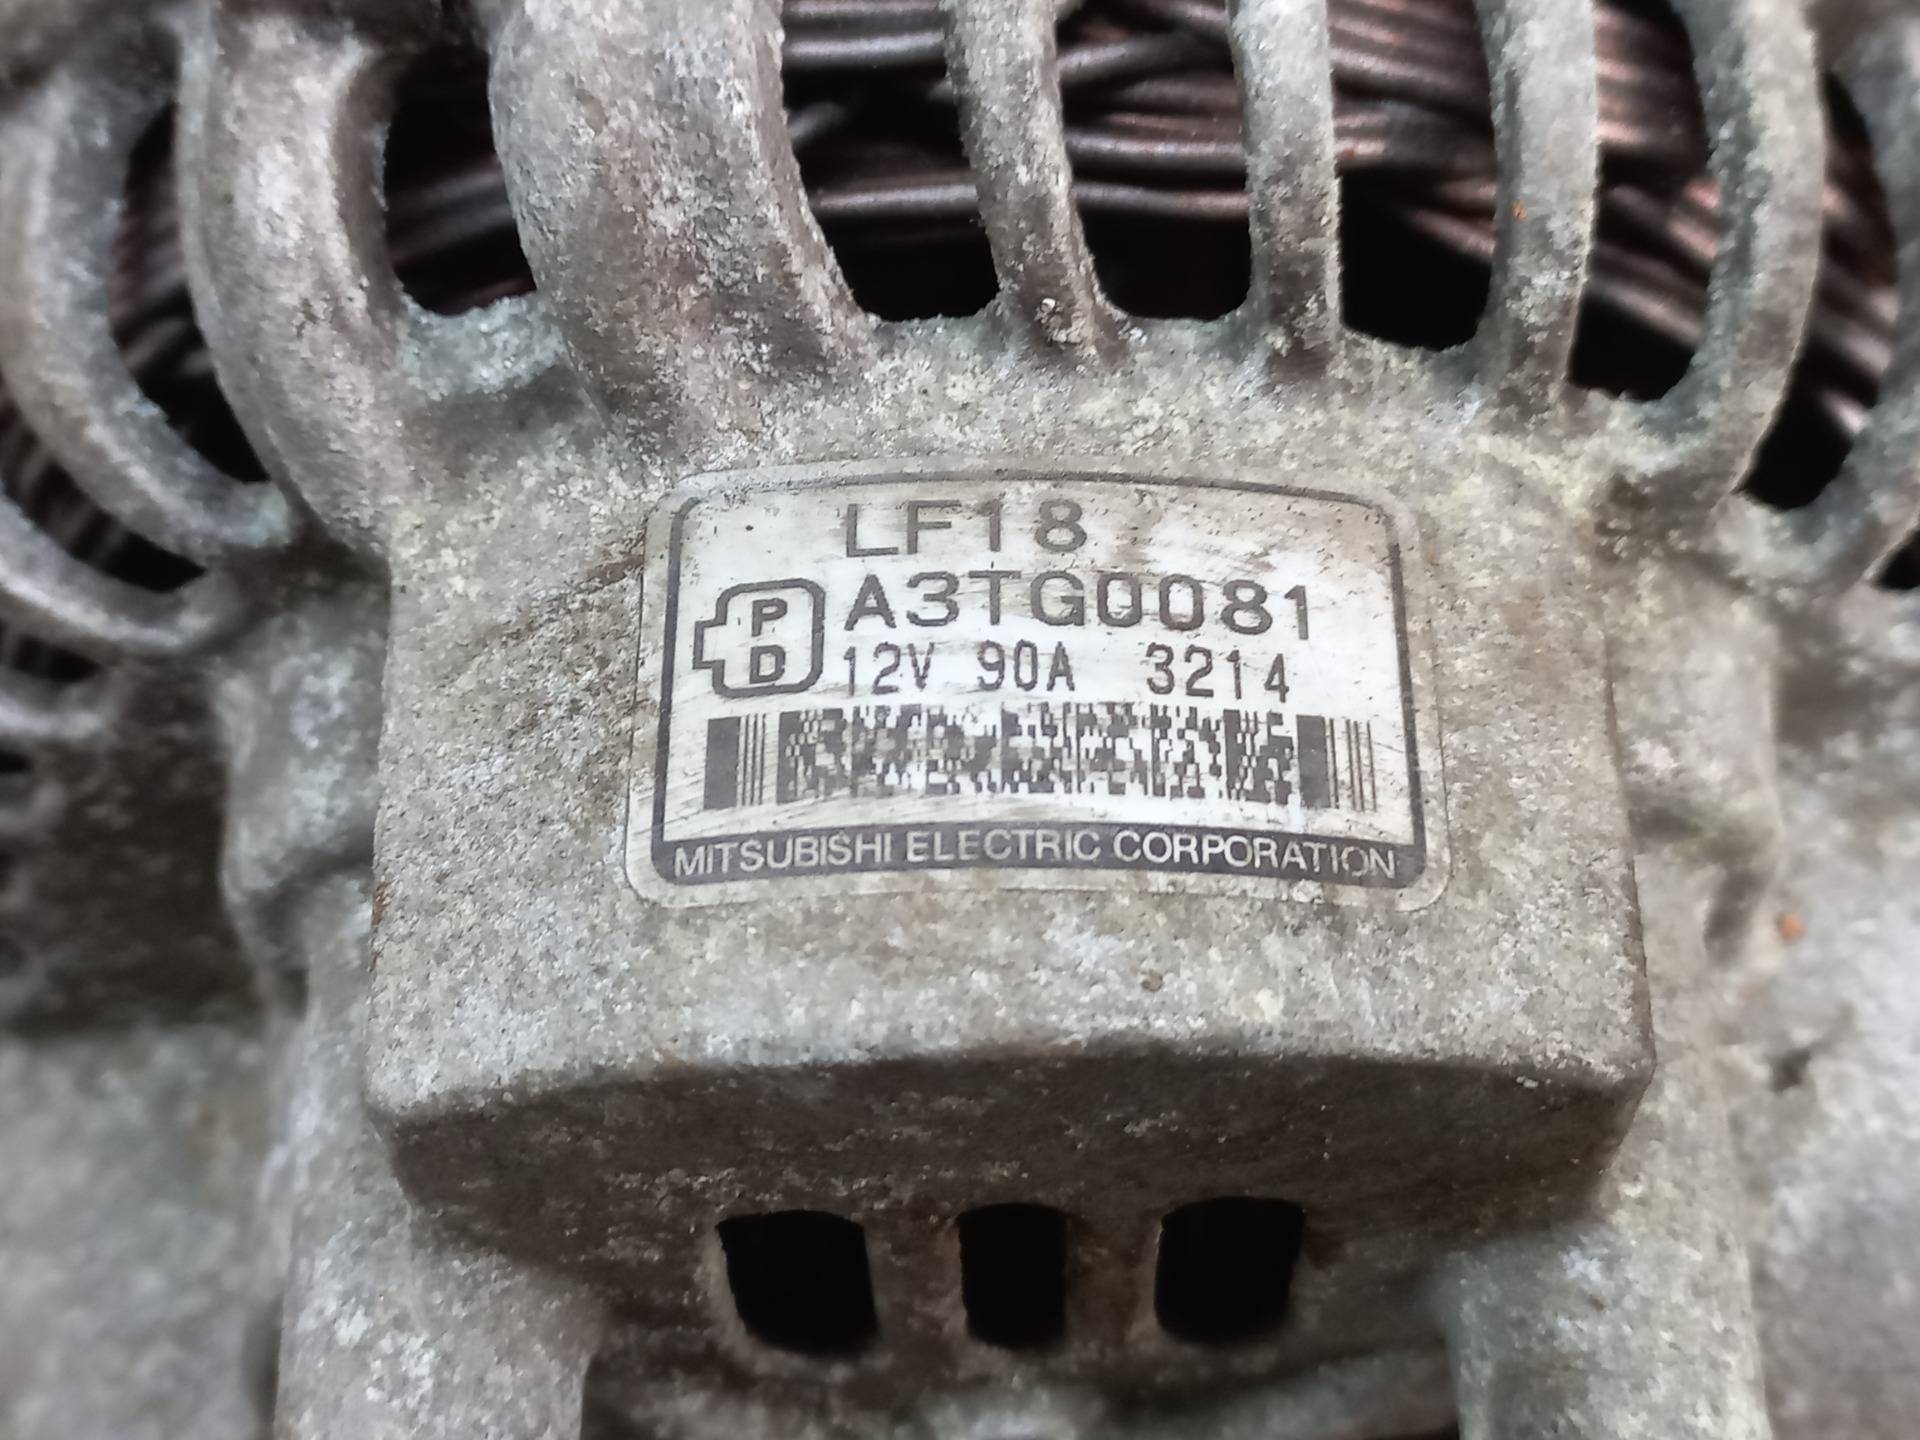 LF18
P A3TG0081
D 12V 90A 3214
MITSUBISHI ELECTRIC CORPORATION